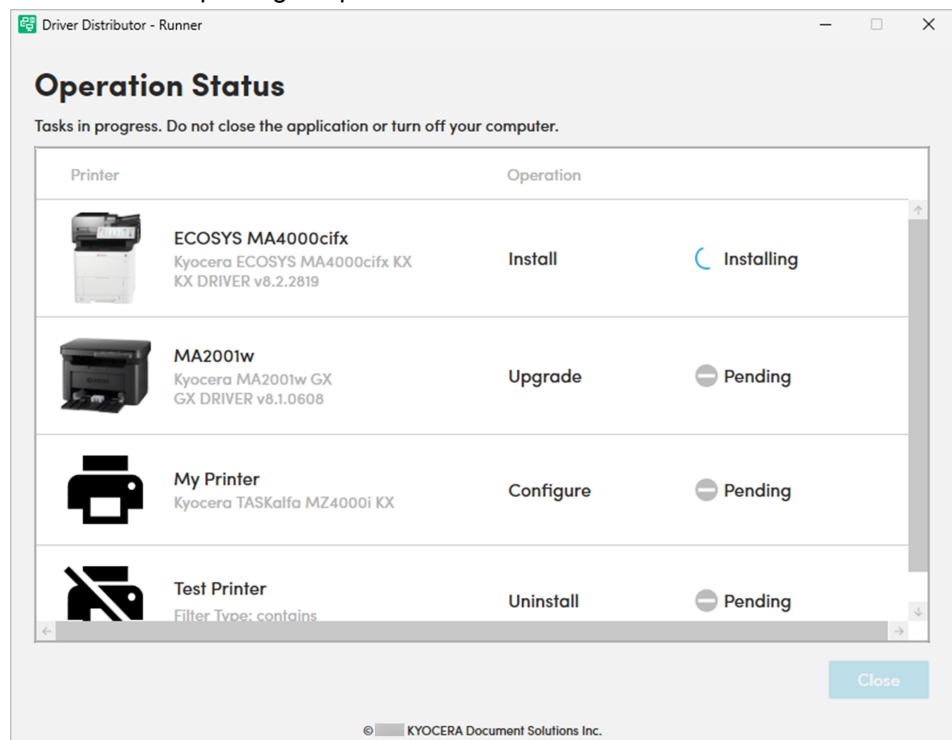 Driver Distributor - Runner
Operation Status
Tasks in progress. Do not close the application or turn off your computer.
Printer Operation
ECOSYS MA4000cifx
Kyocera ECOSYS MA4000cifx KX
KX DRIVER v8.2.2819
Install Installing
MA2001w
Kyocera MA2001w GX
GX DRIVER v8.1.0608
Upgrade Pending
My Printer
Kyocera TASKalfa MZ4000i KX
Configure Pending
Test Printer
Filter Type: contains
Uninstall Pending
Close
© KYOCERA Document Solutions Inc.